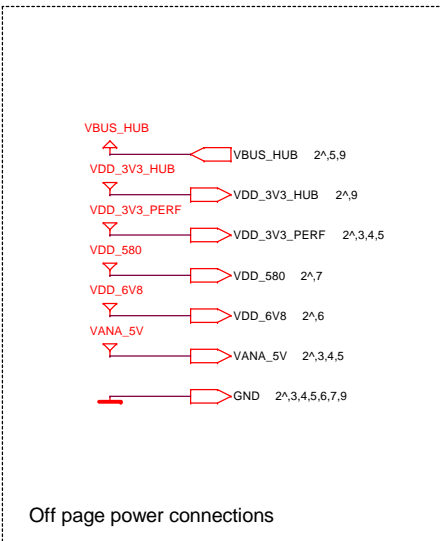 VBUS_HUB
VBUS_HUB 2^,5,9
VDD_3V3_HUB
VDD_3V3_HUB 2^,9
VDD_3V3_PERF
VDD_3V3_PERF 2^,3,4,5
VDD_580
VDD_580 2^,7
VDD_6V8
VDD_6V8 2^,6
VANA_5V
VANA_5V 2^,3,4,5
GND 2^,3,4,5,6,7,9
Off page power connections